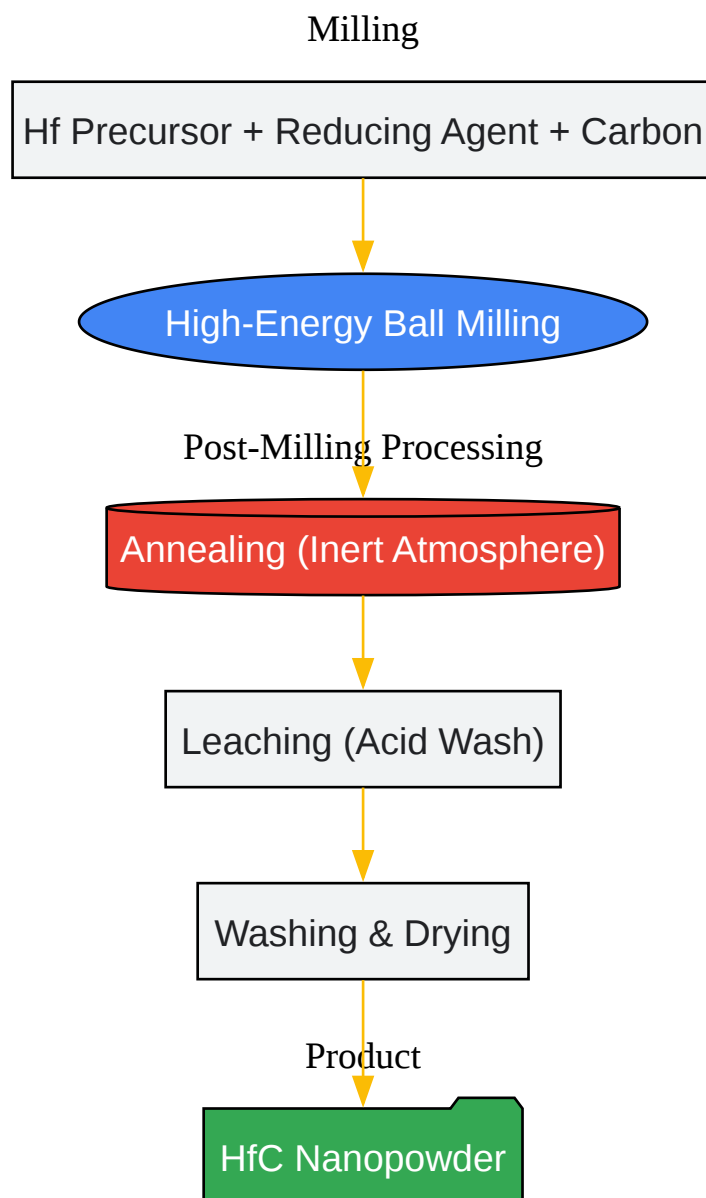 Milling
Hf Precursor + Reducing Agent + Carbon
High-Energy Ball Milling
Post-Milling Processing
Annealing (Inert Atmosphere)
Leaching (Acid Wash)
Washing & Drying
Product
HfC Nanopowder